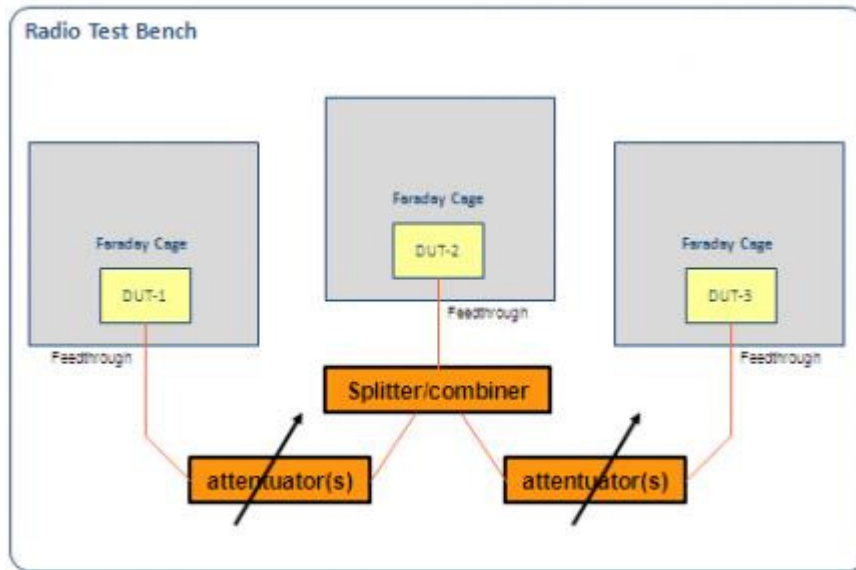 Radio Test Bench
Faraday Cage
DUT-1
Feedthrough
Faraday Cage
DUT-2
Feedthrough
Faraday Cage
DUT-3
Feedthrough
Splitter/combiner
attentuator(s)
attentuator(s)